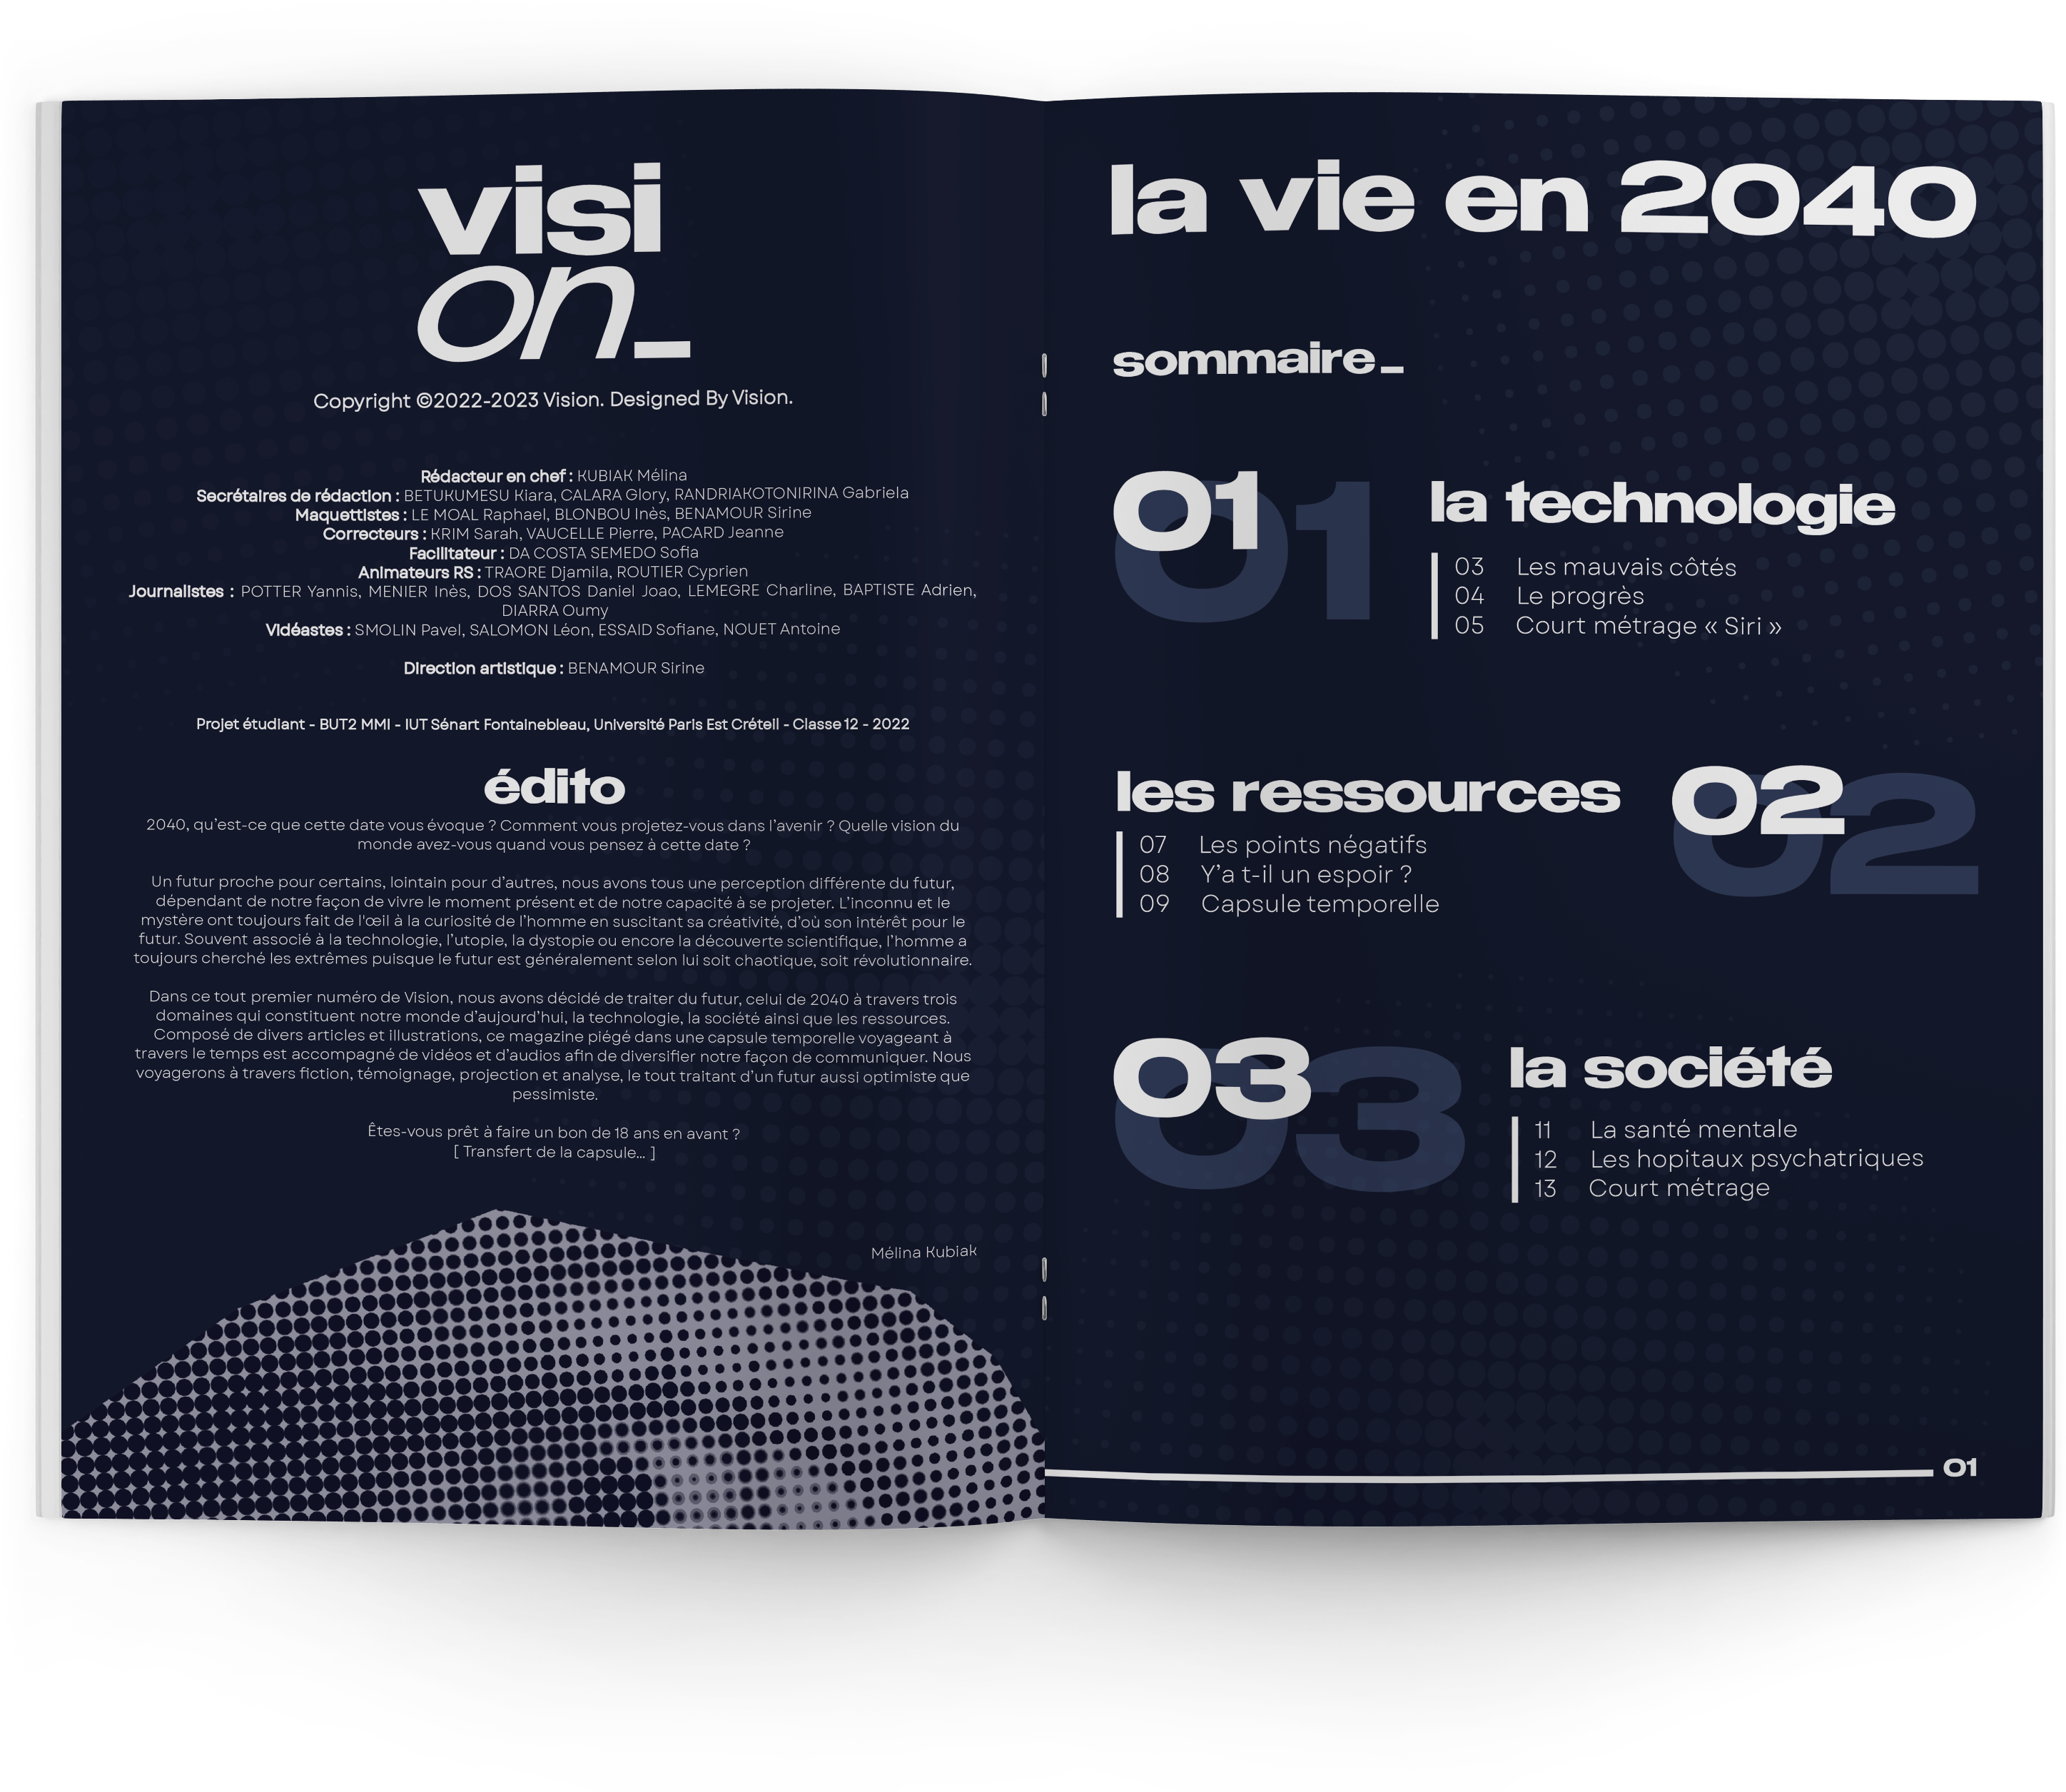 visi
on_
Copyright ©2022-2023 Vision. Designed By Vision.
Rédacteur en chef : KUBIAK Mélina
Secrétaires de rédaction : BETUKUMESU Kiara, CALARA Glory, RANDRIAKOTONIRINA Gabriela
Maquettistes : LE MOAL Raphael, BLONBOU Inès, BENAMOUR Sirine
Correcteurs : KRIM Sarah, VAUCELLE Pierre, PACARD Jeanne
Facilitateur : DA COSTA SEMEDO Sofia
Animateurs RS : TRAORE Djamila, ROUTIER Cyprien
Journalistes : POTTER Yannis, MENIER Inès, DOS SANTOS Daniel Joao, LEMEGRE Charline, BAPTISTE Adrien,
DIARRA Oumy
Vidéastes : SMOLIN Pavel, SALOMON Léon, ESSAID Sofiane, NOUET Antoine
Direction artistique : BENAMOUR Sirine
Projet étudiant - BUT2 MMI - IUT Sénart Fontainebleau, Université Paris Est Créteil - Classe 12 - 2022
édito
2040, qu'est-ce que cette date vous évoque ? Comment vous projetez-vous dans l'avenir ? Quelle vision du
monde avez-vous quand vous pensez à cette date ?
Un futur proche pour certains, lointain pour d'autres, nous avons tous une perception différente du futur,
dépendant de notre façon de vivre le moment présent et de notre capacité à se projeter. L'inconnu et le
mystère ont toujours fait de l'œil à la curiosité de l'homme en suscitant sa créativité, d'où son intérêt pour le
futur. Souvent associé à la technologie, l'utopie, la dystopie ou encore la découverte scientifique, l'homme a
toujours cherché les extrêmes puisque le futur est généralement selon lui soit chaotique, soit révolutionnaire.
Dans ce tout premier numéro de Vision, nous avons décidé de traiter du futur, celui de 2040 à travers trois
domaines qui constituent notre monde d'aujourd'hui, la technologie, la société ainsi que les ressources.
Composé de divers articles et illustrations, ce magazine piégé dans une capsule temporelle voyageant à
travers le temps est accompagné de vidéos et d'audios afin de diversifier notre façon de communiquer. Nous
voyagerons à travers fiction, témoignage, projection et analyse, le tout traitant d'un futur aussi optimiste que
pessimiste.
Êtes-vous prêt à faire un bon de 18 ans en avant ?
[ Transfert de la capsule... ]
Mélina Kubiak
la vie en 2040
sommaire_
01 01
la technologie
03 Les mauvais côtés
04 Le progrès
05 Court métrage « Siri »
les ressources
02 02
07 Les points négatifs
08 Y'a t-il un espoir ?
09 Capsule temporelle
03 03
la société
11 La santé mentale
12 Les hopitaux psychatriques
13 Court métrage
01